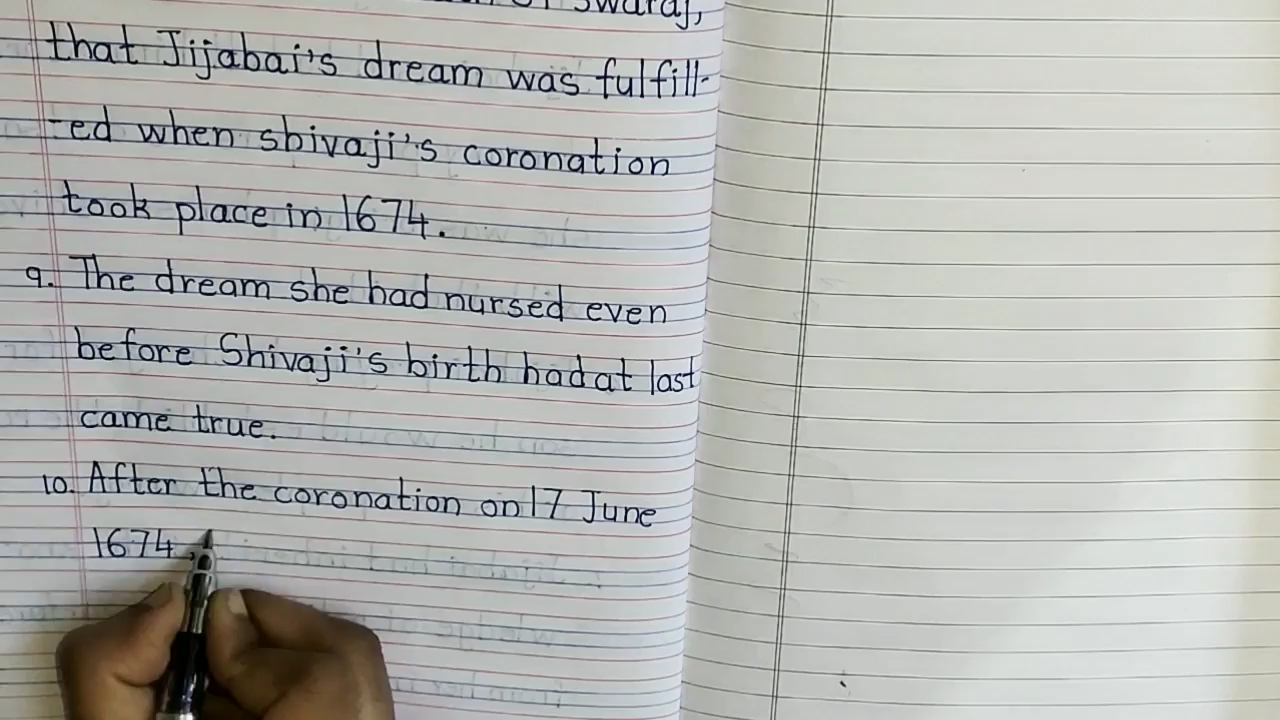 Swaraj,
that Jijabai's dream was fulfill-
-ed when shivaji's coronation
took place in 1674.
9. The dream she had nursed even
before Shivaji's birth had at last
came true.
10. After the coronation on 17 June
1674,